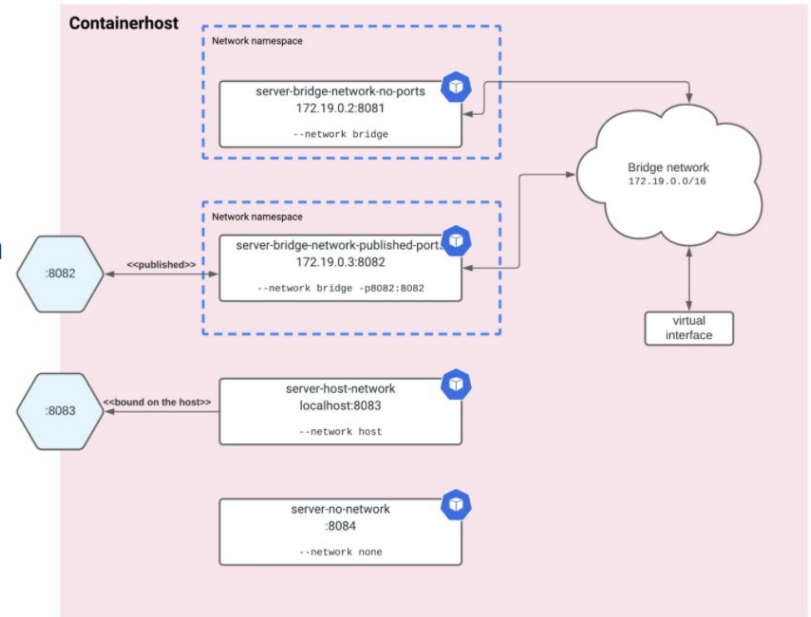 Containerhost
Network namespace
server-bridge-network-no-ports
172.19.0.2:8081
--network bridge
Bridge network
172.19.0.0/16
Network namespace
server-bridge-network-published-ports
172.19.0.3:8082
--network bridge -p8082:8082
:8082
<<published>>
virtual
interface
:8083
<<bound on the host>>
server-host-network
localhost:8083
--network host
server-no-network
:8084
--network none